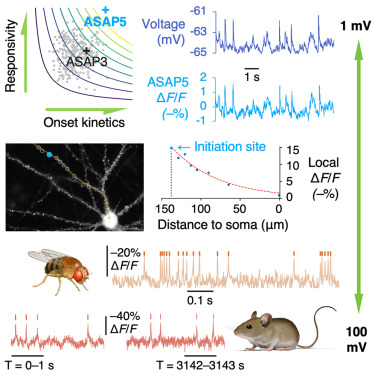 Responsivity
ASAP5
ASAP3
Onset kinetics
Voltage
(mV)
-61
-63
-65
1 mV
1 s
ASAP5
ΔF/F
(–%)
2
1
0
-1
Initiation site
15
10
5
0
Local
ΔF/F
(–%)
100
50
0
Distance to soma (µm)
–20%
ΔF/F
0.1 s
–40%
ΔF/F
T = 0–1 s
T = 3142–3143 s
100
mV